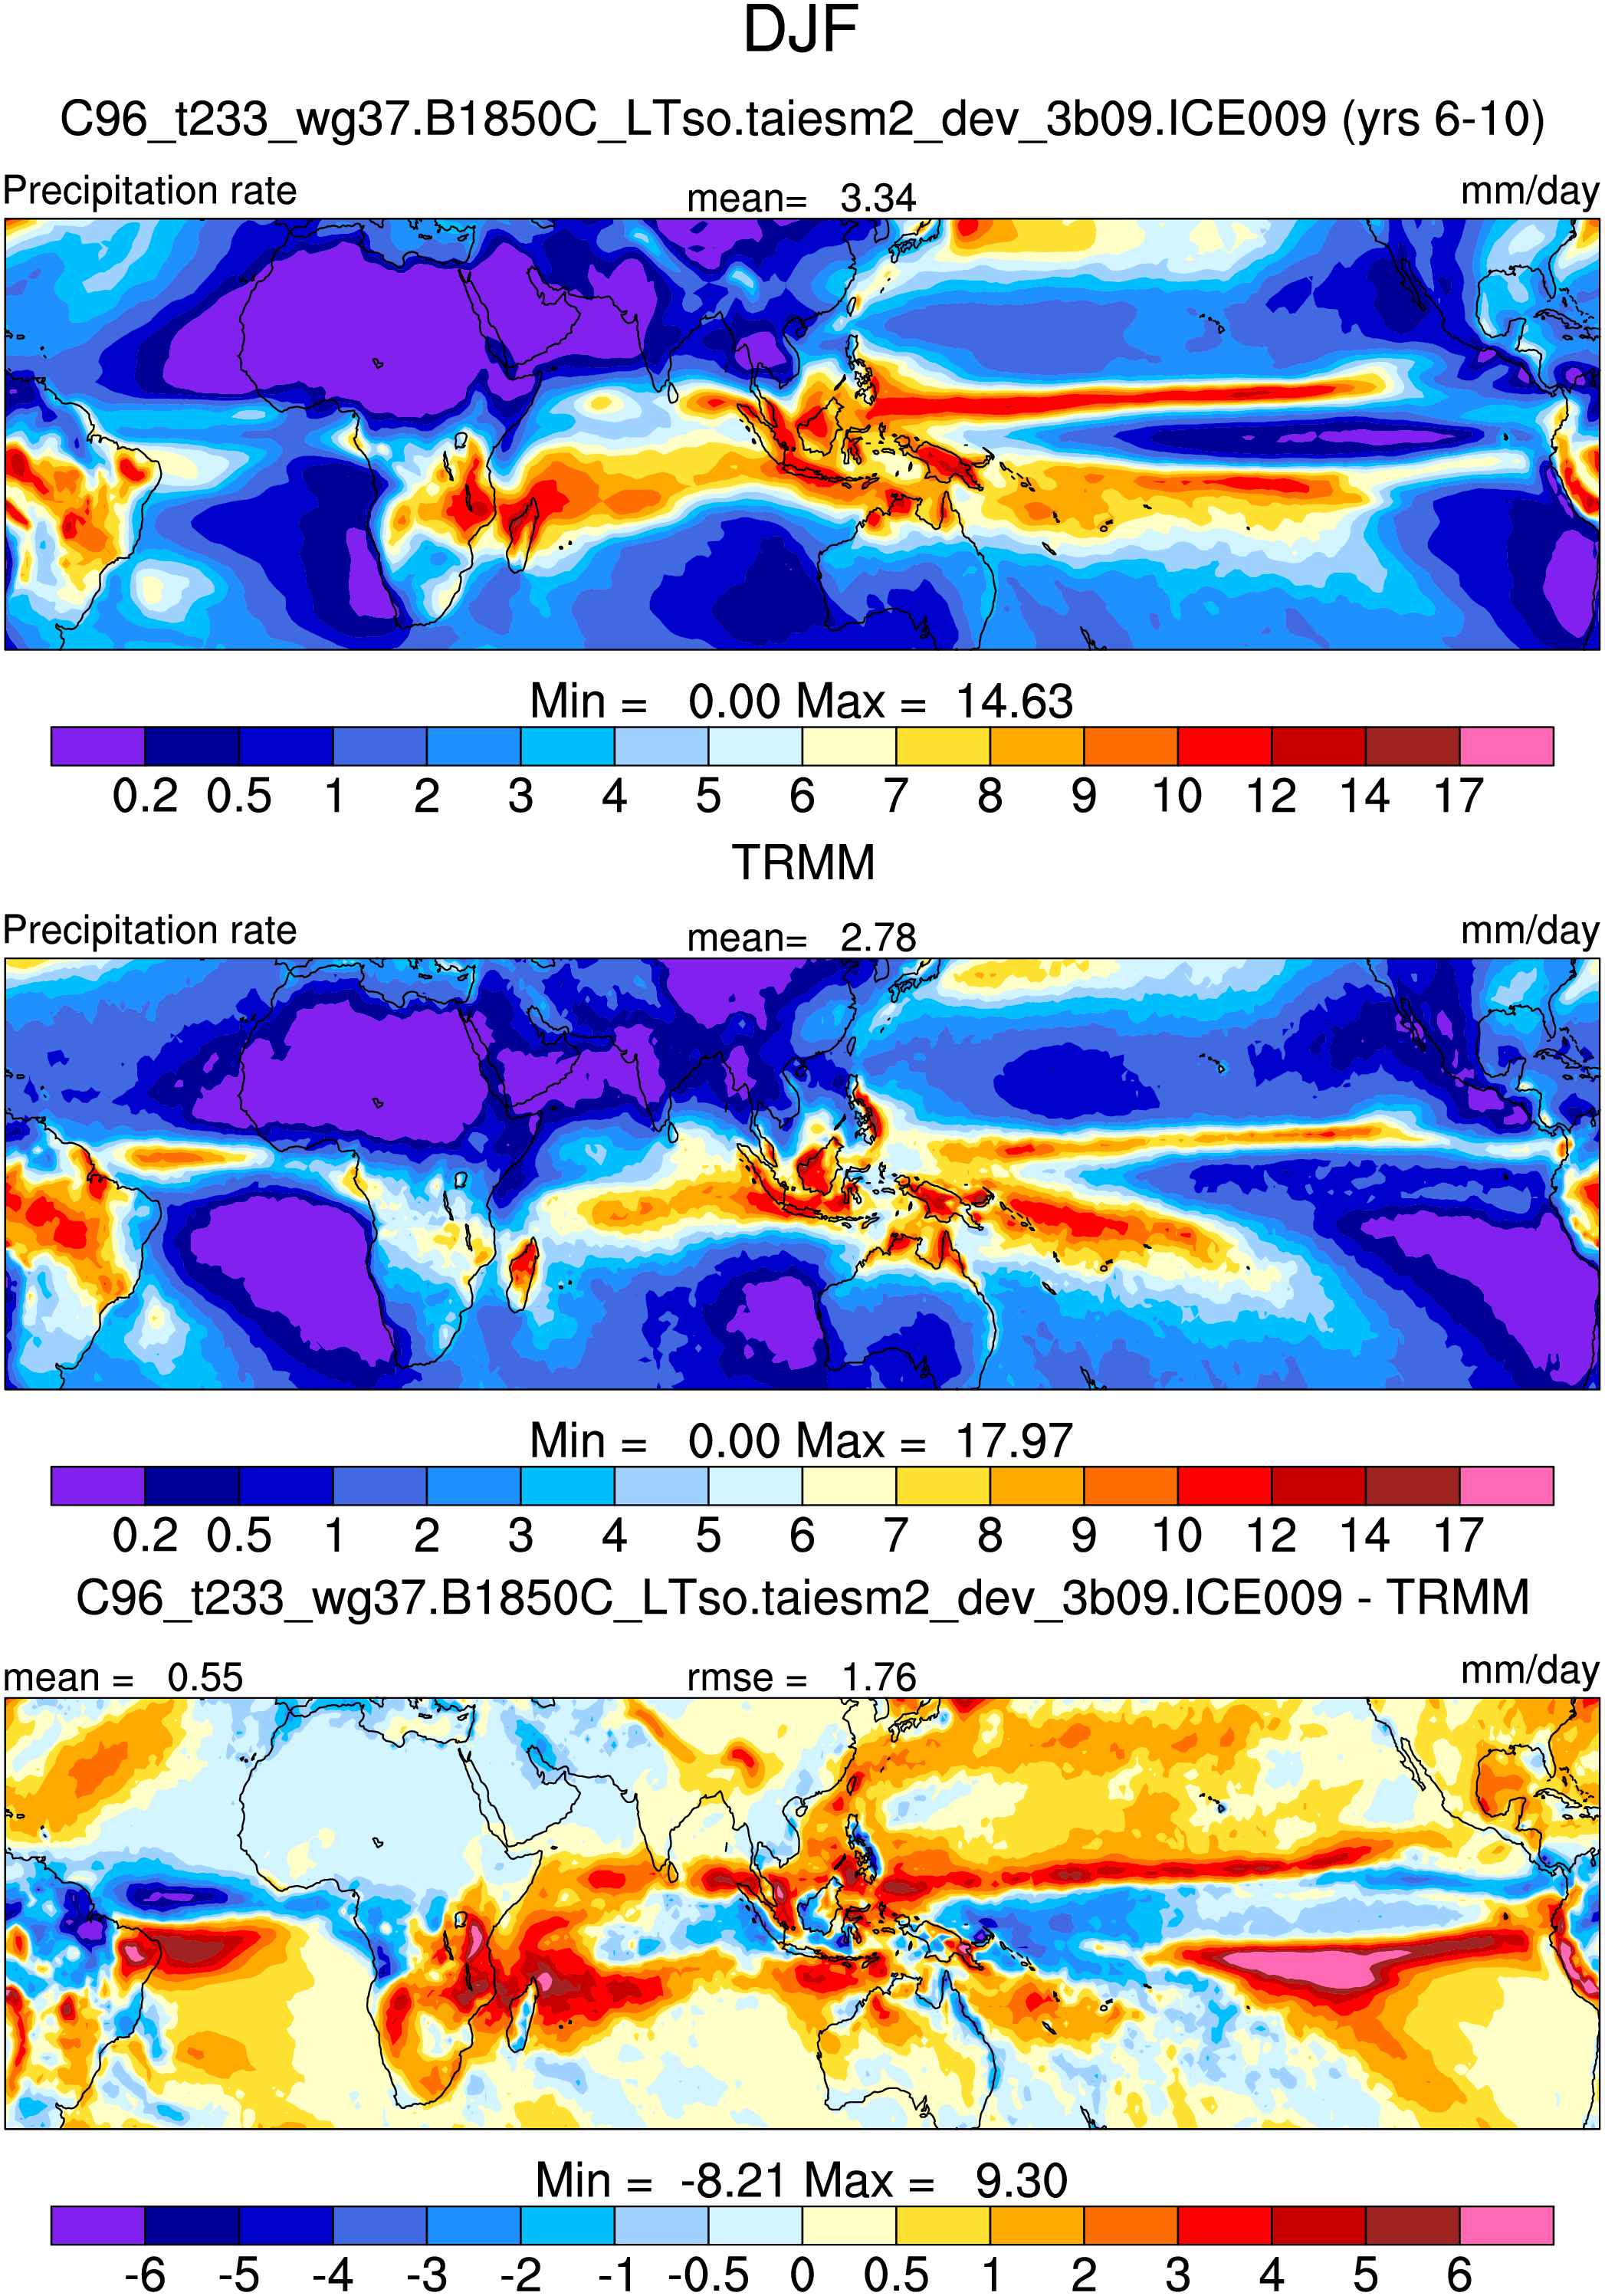 DJF
C96_t233_wg37.B1850C_LTso.taiesm2_dev_3b09.ICE009 (yrs 6-10)
Precipitation rate mean= 3.34 mm/day
Min = 0.00 Max = 14.63
0.2 0.5 1 2 3 4 5 6 7 8 9 10 12 14 17
TRMM
Precipitation rate mean= 2.78 mm/day
Min = 0.00 Max = 17.97
0.2 0.5 1 2 3 4 5 6 7 8 9 10 12 14 17
C96_t233_wg37.B1850C_LTso.taiesm2_dev_3b09.ICE009 - TRMM
mean = 0.55 rmse = 1.76 mm/day
Min = -8.21 Max = 9.30
-6 -5 -4 -3 -2 -1 -0.5 0 0.5 1 2 3 4 5 6